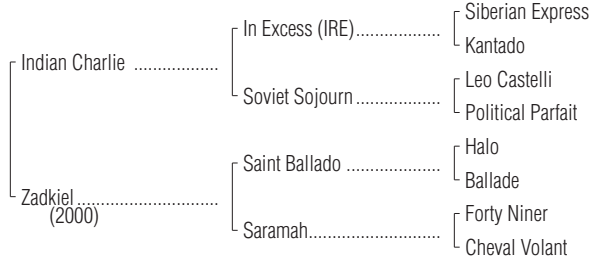 Siberian Express
In Excess (IRE)..................
Kantado
Indian Charlie ..................
Leo Castelli
Soviet Sojourn..................
Political Parfait
Halo
Saint Ballado ..................
Ballade
Zadkiel..............................
(2000)
Forty Niner
Saramah............................
Cheval Volant